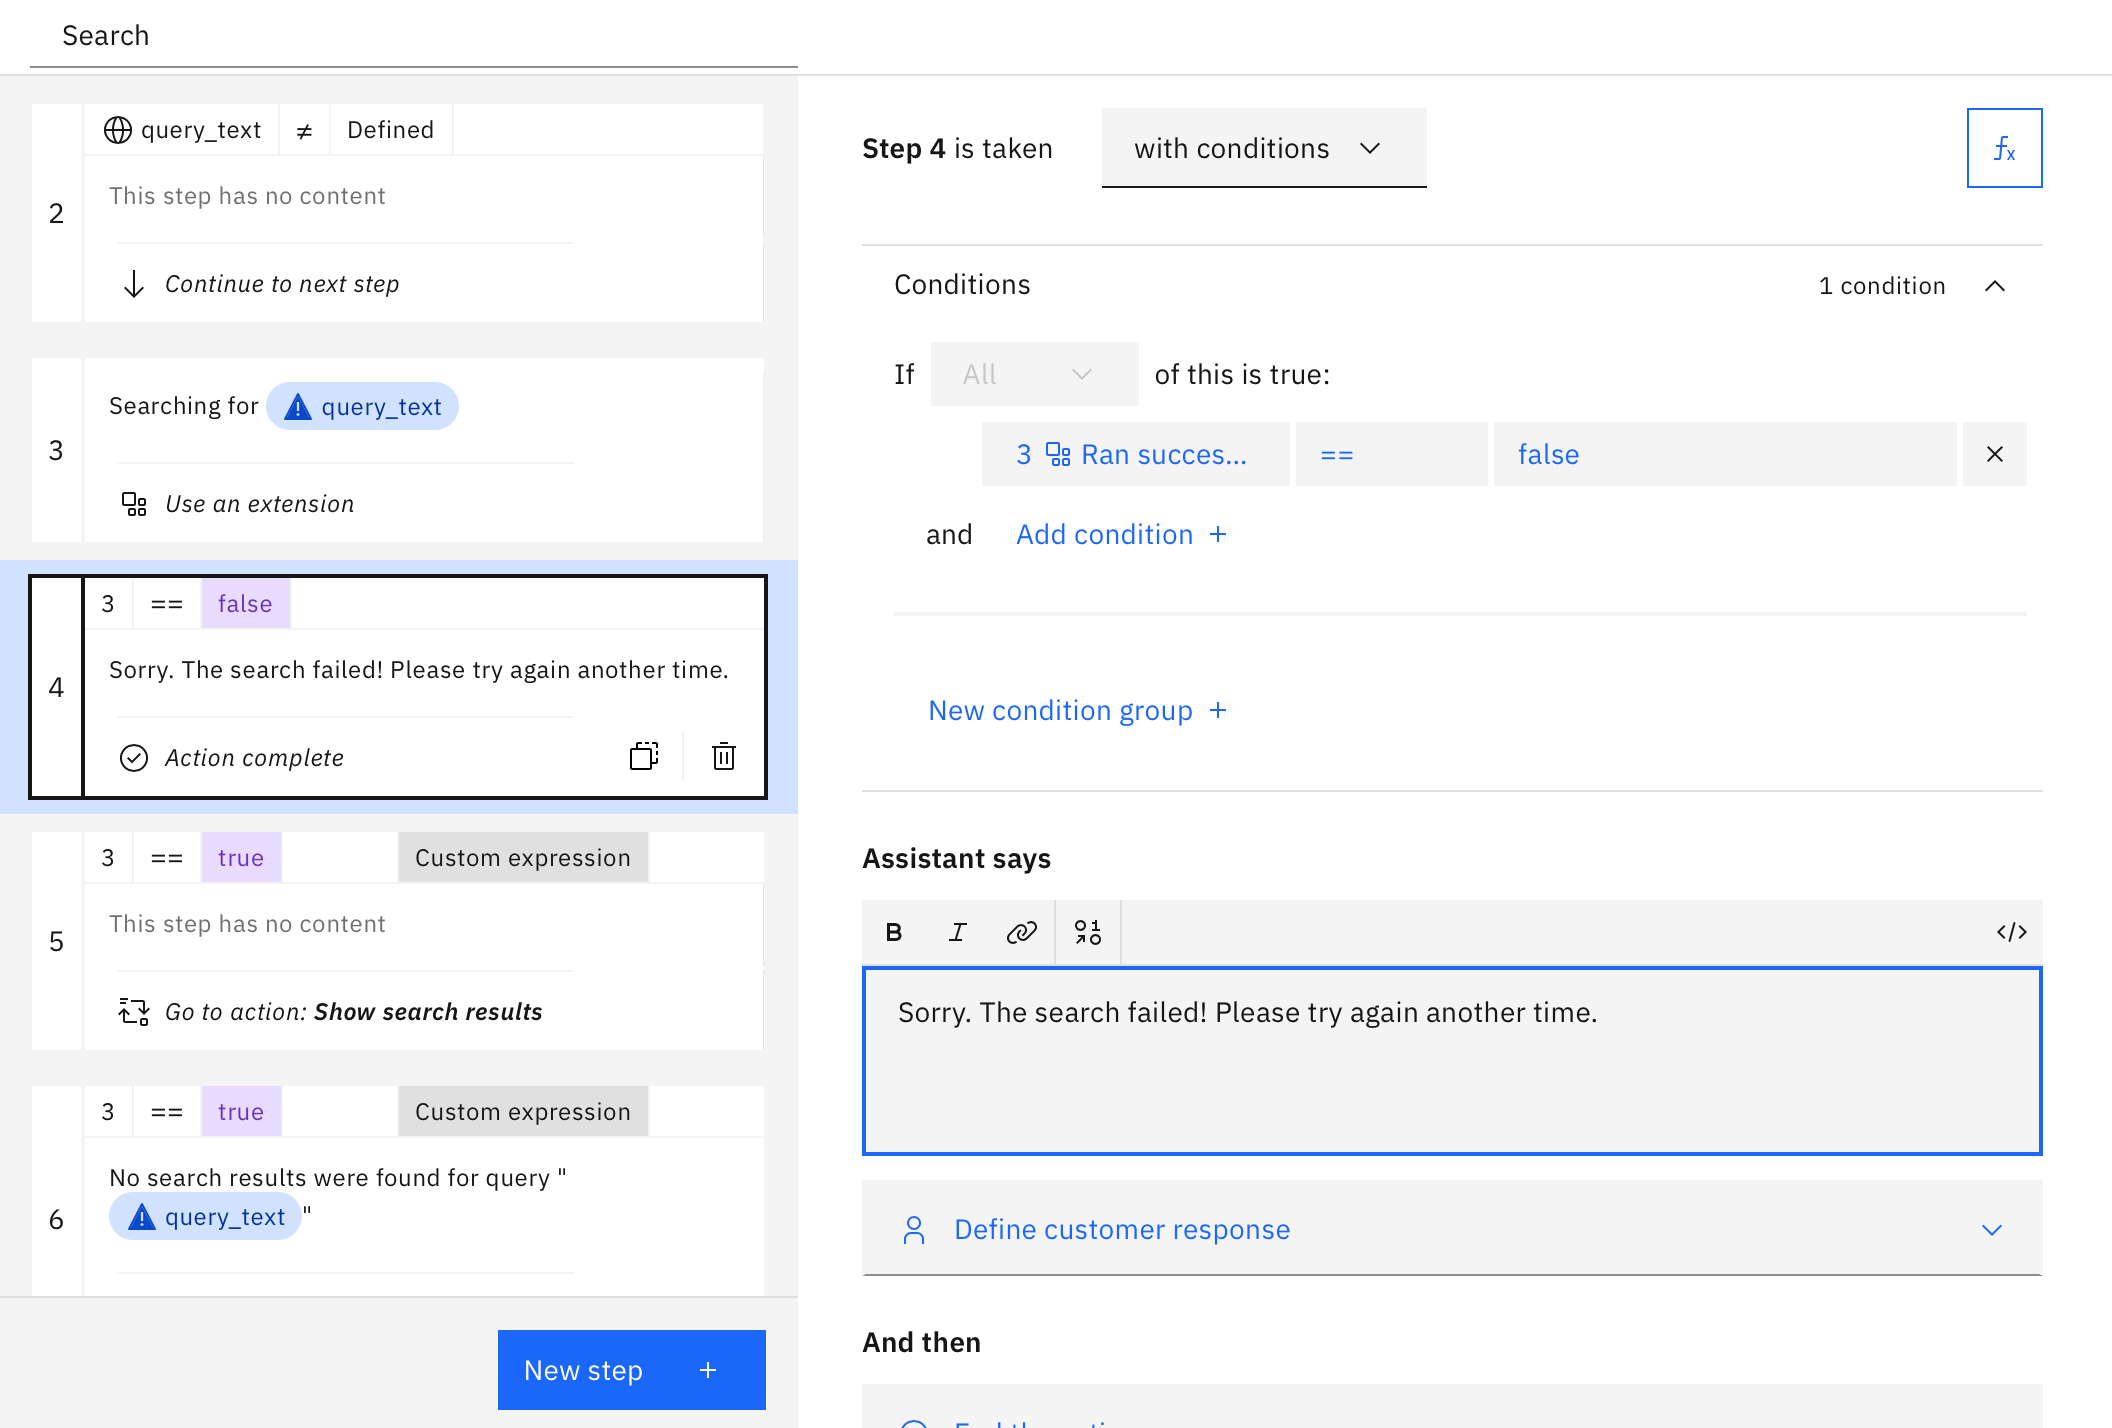 Search
2
query_text ≠ Defined
This step has no content
Continue to next step
3
Searching for query_text
Use an extension
4
3 == false
Sorry. The search failed! Please try again another time.
Action complete
5
3 == true Custom expression
This step has no content
Go to action: Show search results
6
3 == true Custom expression
No search results were found for query "
query_text "
New step +
Step 4 is taken with conditions
fx
Conditions 1 condition
If All of this is true:
3 Ran succes... == false
and Add condition +
New condition group +
Assistant says
B I </>
Sorry. The search failed! Please try again another time.
Define customer response
And then